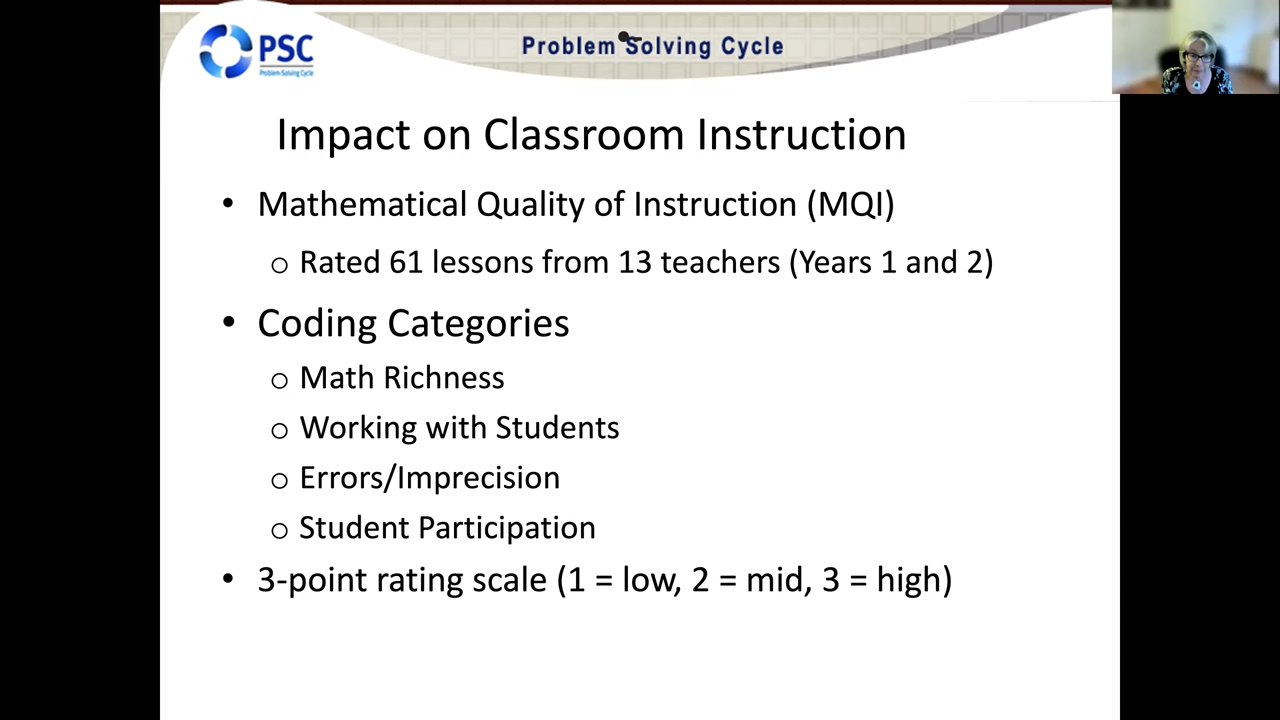 PSC
Problem-Solving Cycle
Problem Solving Cycle
Impact on Classroom Instruction
• Mathematical Quality of Instruction (MQI)
o Rated 61 lessons from 13 teachers (Years 1 and 2)
• Coding Categories
o Math Richness
o Working with Students
o Errors/Imprecision
o Student Participation
• 3-point rating scale (1 = low, 2 = mid, 3 = high)